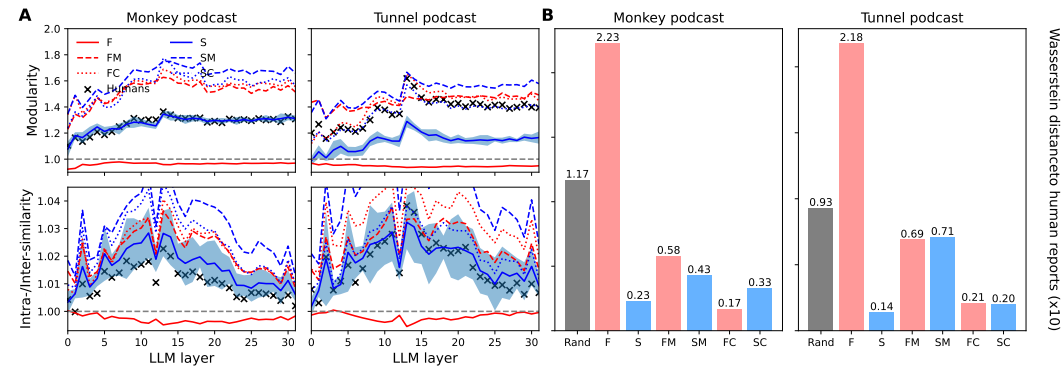 A
Monkey podcast
Tunnel podcast
Modularity
2.0
1.8
1.6
1.4
1.2
1.0
F
FM
FC
Humans
S
SM
SC
Intra-/Inter-similarity
1.04
1.03
1.02
1.01
1.00
0 5 10 15 20 25 30
LLM layer
0 5 10 15 20 25 30
LLM layer
B
Monkey podcast
1.17
2.23
0.23
0.58
0.43
0.17
0.33
Rand F S FM SM FC SC
Tunnel podcast
0.93
2.18
0.14
0.69
0.71
0.21
0.20
Rand F S FM SM FC SC
Wasserstein distanceto human reports (x10)